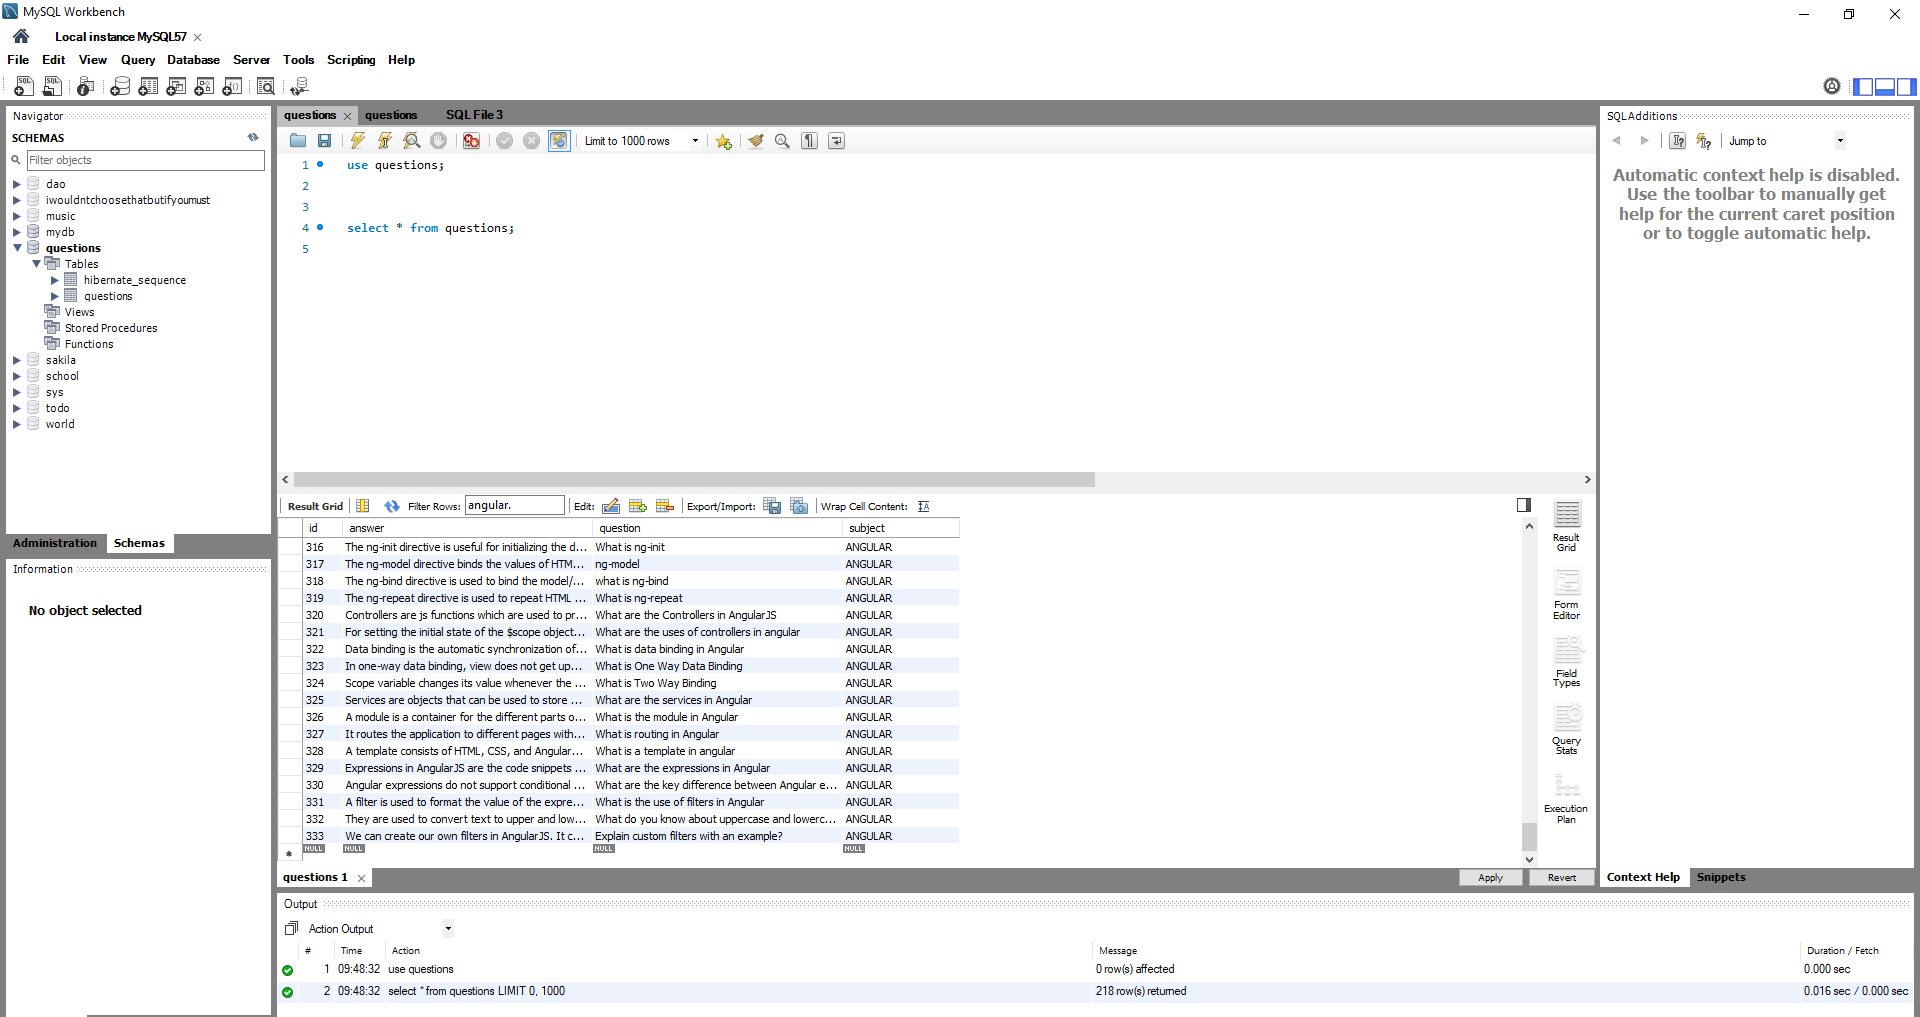 MySQL Workbench
Local instance MySQL57
File Edit View Query Database Server Tools Scripting Help
Navigator
SCHEMAS
Filter objects
dao
iwouldntchoosethatbutifyoumust
music
mydb
questions
Tables
hibernate_sequence
questions
Views
Stored Procedures
Functions
sakila
school
sys
todo
world
Administration Schemas
Information
No object selected
questions questions SQL File 3
Limit to 1000 rows
1 use questions;
2
3
4 select * from questions;
5
Result Grid Filter Rows: angular. Edit: Export/Import: Wrap Cell Content:
id answer question subject
316 The ng-init directive is useful for initializing the d... What is ng-init ANGULAR
317 The ng-model directive binds the values of HTM... ng-model ANGULAR
318 The ng-bind directive is used to bind the model/... what is ng-bind ANGULAR
319 The ng-repeat directive is used to repeat HTML ... What is ng-repeat ANGULAR
320 Controllers are js functions which are used to pr... What are the Controllers in AngularJS ANGULAR
321 For setting the initial state of the $scope object... What are the uses of controllers in angular ANGULAR
322 Data binding is the automatic synchronization of... What is data binding in Angular ANGULAR
323 In one-way data binding, view does not get up... What is One Way Data Binding ANGULAR
324 Scope variable changes its value whenever the ... What is Two Way Binding ANGULAR
325 Services are objects that can be used to store ... What are the services in Angular ANGULAR
326 A module is a container for the different parts o... What is the module in Angular ANGULAR
327 It routes the application to different pages with... What is routing in Angular ANGULAR
328 A template consists of HTML, CSS, and Angular... What is a template in angular ANGULAR
329 Expressions in AngularJS are the code snippets ... What are the expressions in Angular ANGULAR
330 Angular expressions do not support conditional ... What are the key difference between Angular e... ANGULAR
331 A filter is used to format the value of the expre... What is the use of filters in Angular ANGULAR
332 They are used to convert text to upper and low... What do you know about uppercase and lowerc... ANGULAR
333 We can create our own filters in AngularJS. It c... Explain custom filters with an example? ANGULAR
NULL NULL NULL NULL
Result Grid
Form Editor
Field Types
Query Stats
Execution Plan
questions 1 Apply Revert
Output
Action Output
# Time Action Message Duration / Fetch
1 09:48:32 use questions 0 row(s) affected 0.000 sec
2 09:48:32 select * from questions LIMIT 0, 1000 218 row(s) returned 0.016 sec / 0.000 sec
SQLAdditions
Jump to
Automatic context help is disabled.
Use the toolbar to manually get
help for the current caret position
or to toggle automatic help.
Context Help Snippets